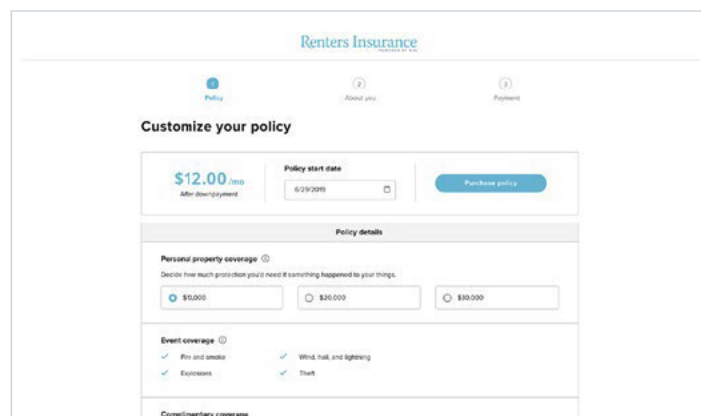 Renters Insurance
1
2
3
Policy
About you
Payment
Customize your policy
$12.00 /mo
After downpayment
Policy start date
6/29/2019
Purchase policy
Policy details
Personal property coverage
Decide how much protection you'd need if something happened to your things.
$10,000
$20,000
$30,000
Event coverage
Fire and smoke
Wind, hail, and lightning
Explosions
Theft
Complimentary coverage